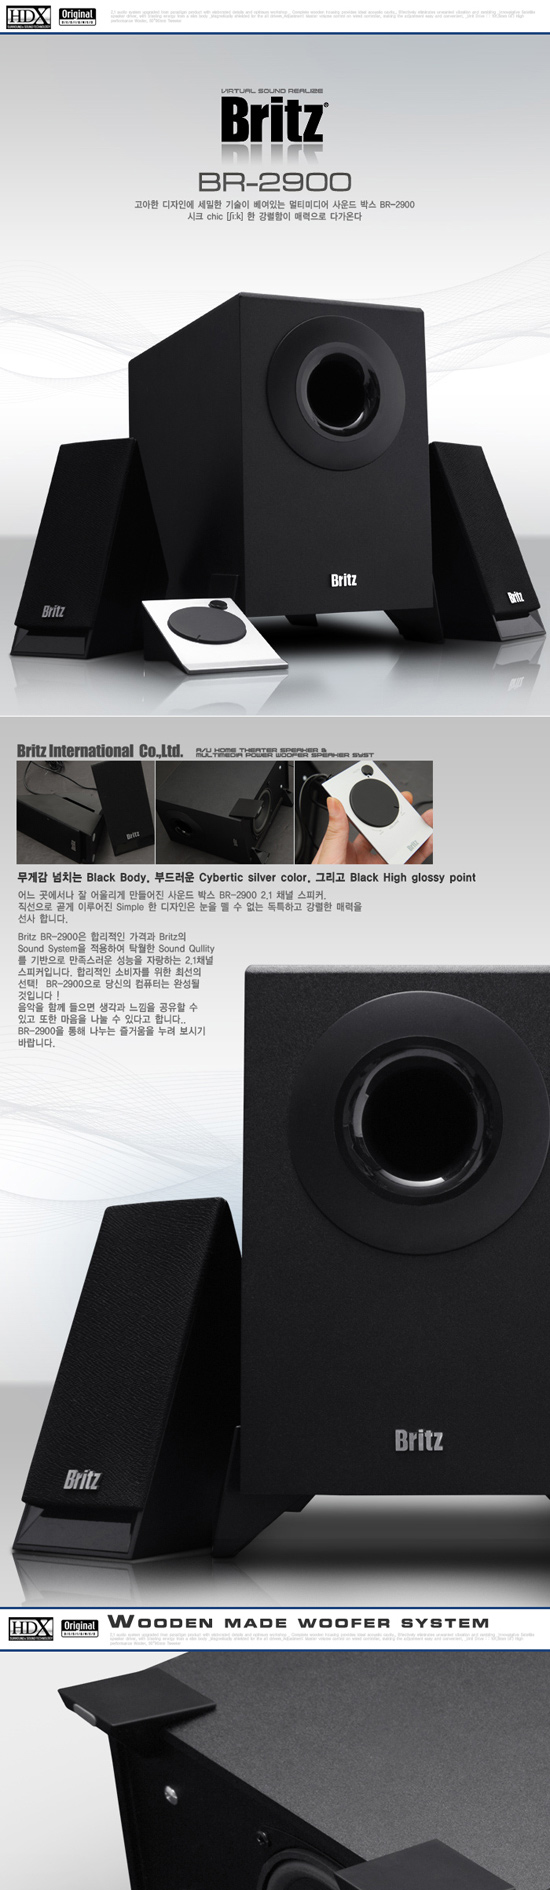 HDX
Original
VIRTUAL SOUND REALIZE
Britz
BR-2900
고아한 디자인에 세밀한 기술이 베어있는 멀티미디어 사운드 박스 BR-2900
시크 chic [ʃi:k] 한 강렬함이 매력으로 다가온다
Britz
Britz
Britz
Britz International Co.,Ltd.
A/V HOME THEATER SPEAKER &
MULTIMEDIA POWER WOOFER SPEAKER SYST
Britz
무게감 넘치는 Black Body. 부드러운 Cybertic silver color. 그리고 Black High glossy point
어느 곳에서나 잘 어울리게 만들어진 사운드 박스 BR-2900 2.1 채널 스피커.
직선으로 곧게 이루어진 Simple 한 디자인은 눈을 뗄 수 없는 독특하고 강렬한 매력을
선사 합니다.
Britz BR-2900은 합리적인 가격과 Britz의
Sound System을 적용하여 탁월한 Sound Qullity
를 기반으로 만족스러운 성능을 자랑하는 2.1채널
스피커입니다. 합리적인 소비자를 위한 최선의
선택! BR-2900으로 당신의 컴퓨터는 완성될
것입니다 !
음악을 함께 들으면 생각과 느낌을 공유할 수
있고 또한 마음을 나눌 수 있다고 합니다..
BR-2900을 통해 나누는 즐거움을 누려 보시기
바랍니다.
Britz
Britz
HDX
Original
WOODEN MADE WOOFER SYSTEM